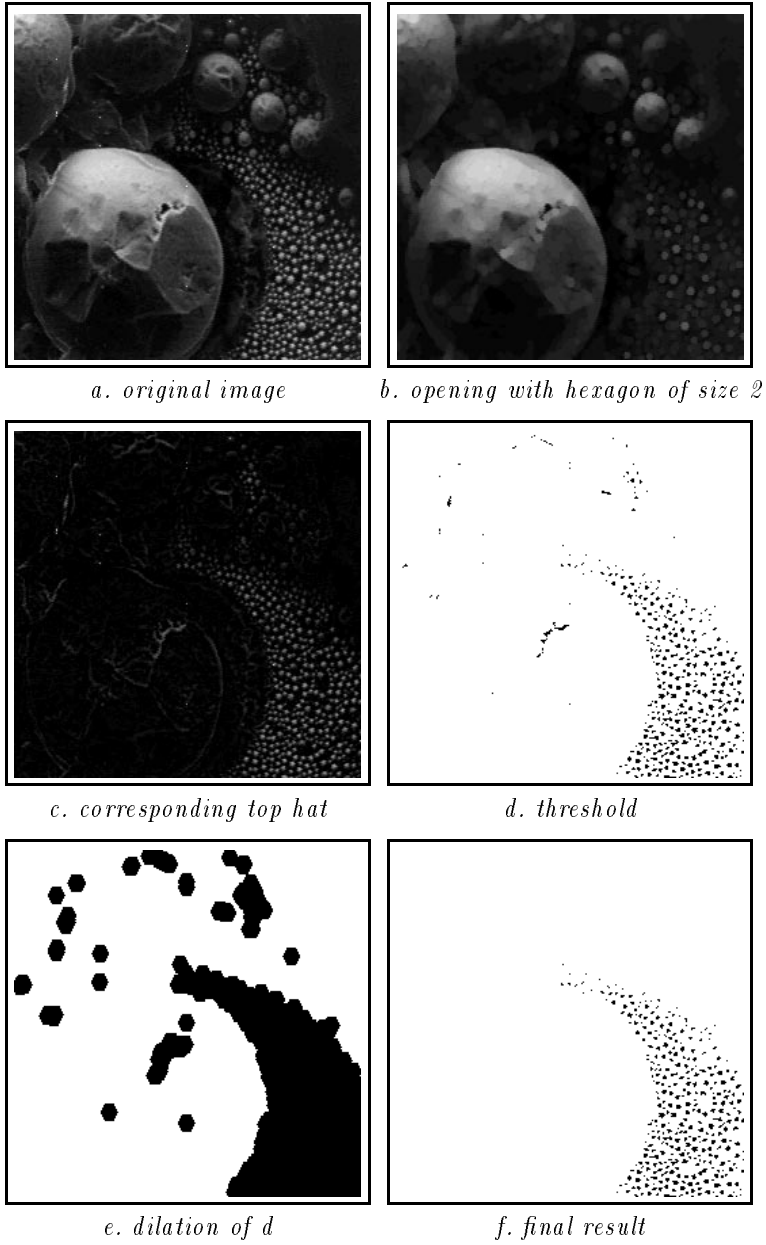 a. original image
b. opening with hexagon of size 2
c. corresponding top hat
d. threshold
e. dilation of d
f. final result